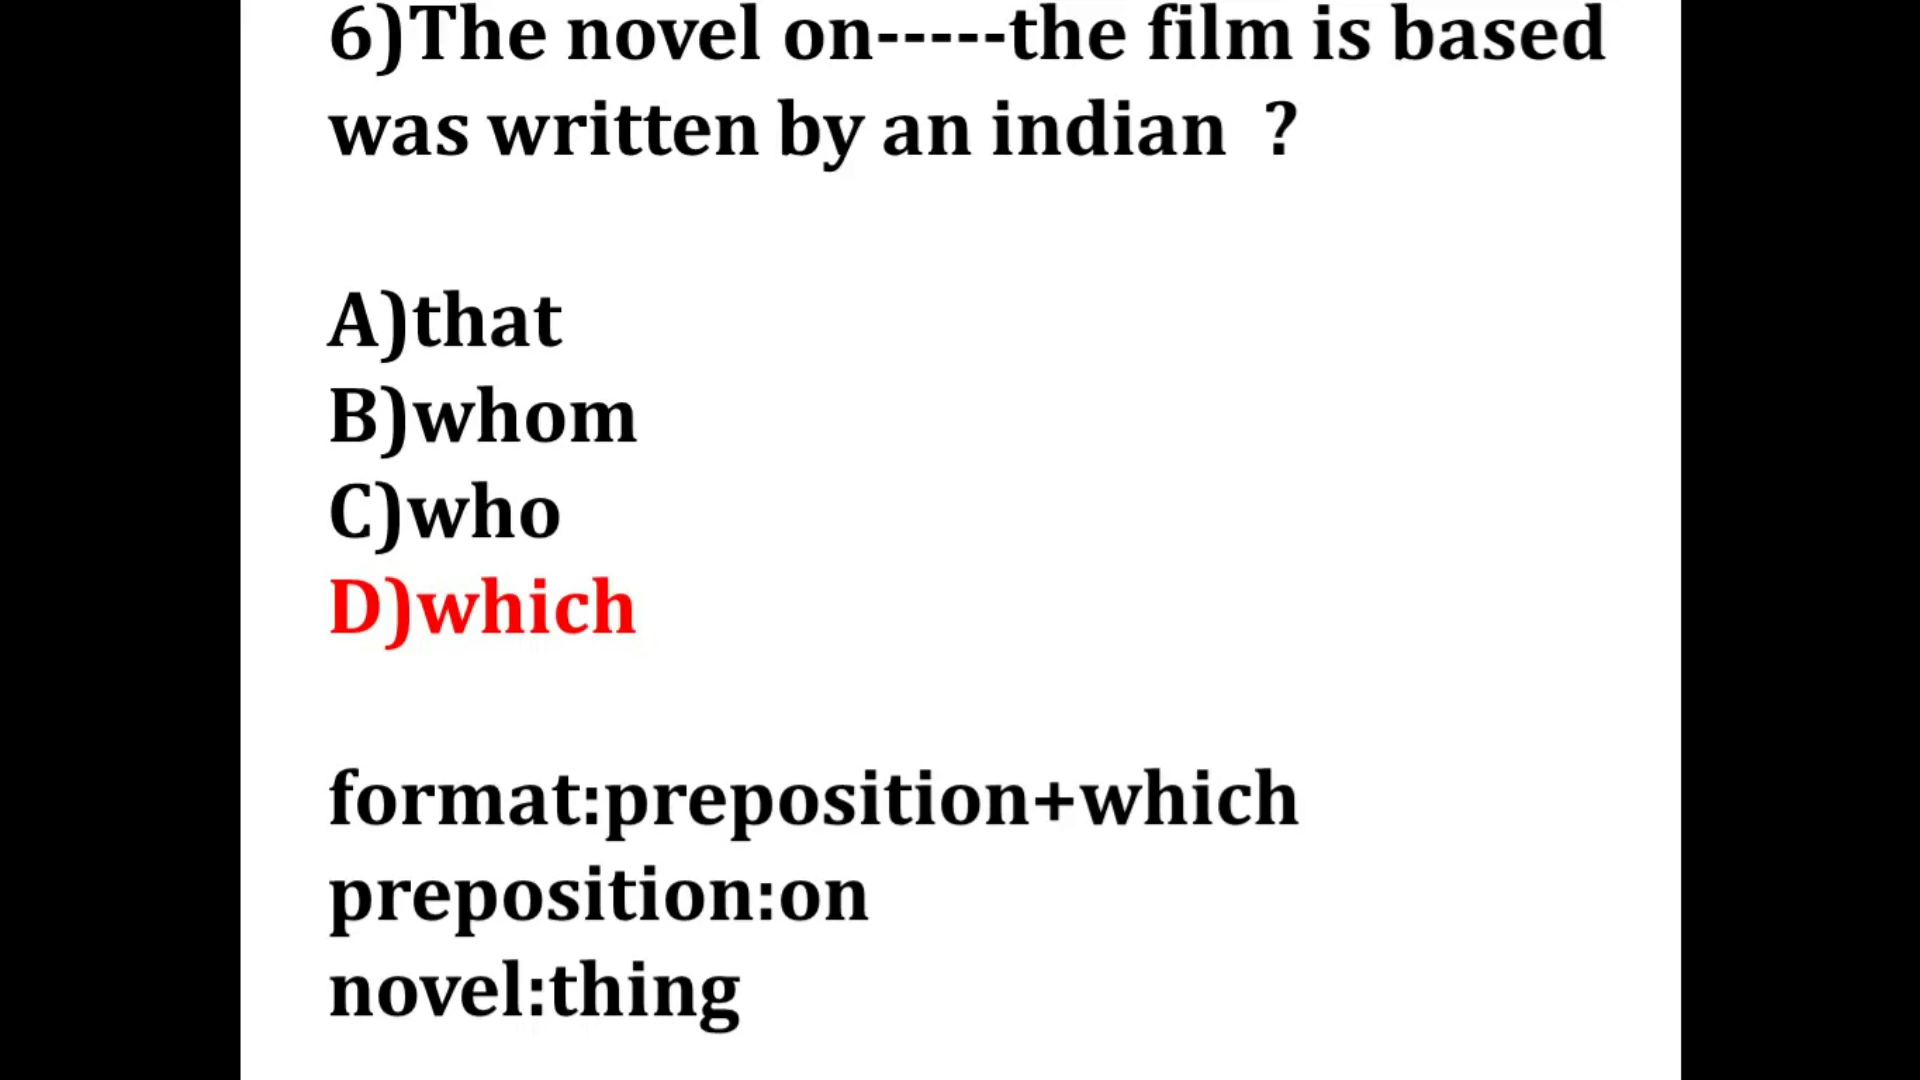 6)The novel on-----the film is based
was written by an indian  ?
A)that
B)whom
C)who
D)which
format:preposition+which
preposition:on
novel:thing